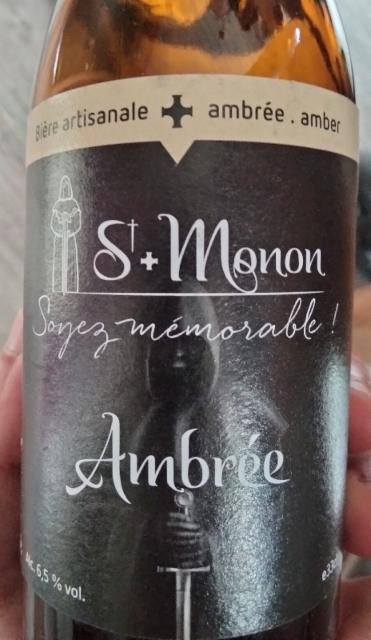 Bière artisanale ambrée . amber
St + Monon
Soyez mémorable !
Ambrée
Alc. 6,5 % vol.